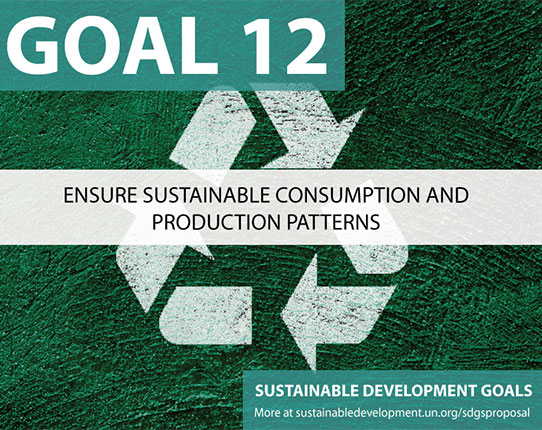 GOAL 12
ENSURE SUSTAINABLE CONSUMPTION AND
PRODUCTION PATTERNS
SUSTAINABLE DEVELOPMENT GOALS
More at sustainabledevelopment.un.org/sdgsproposal